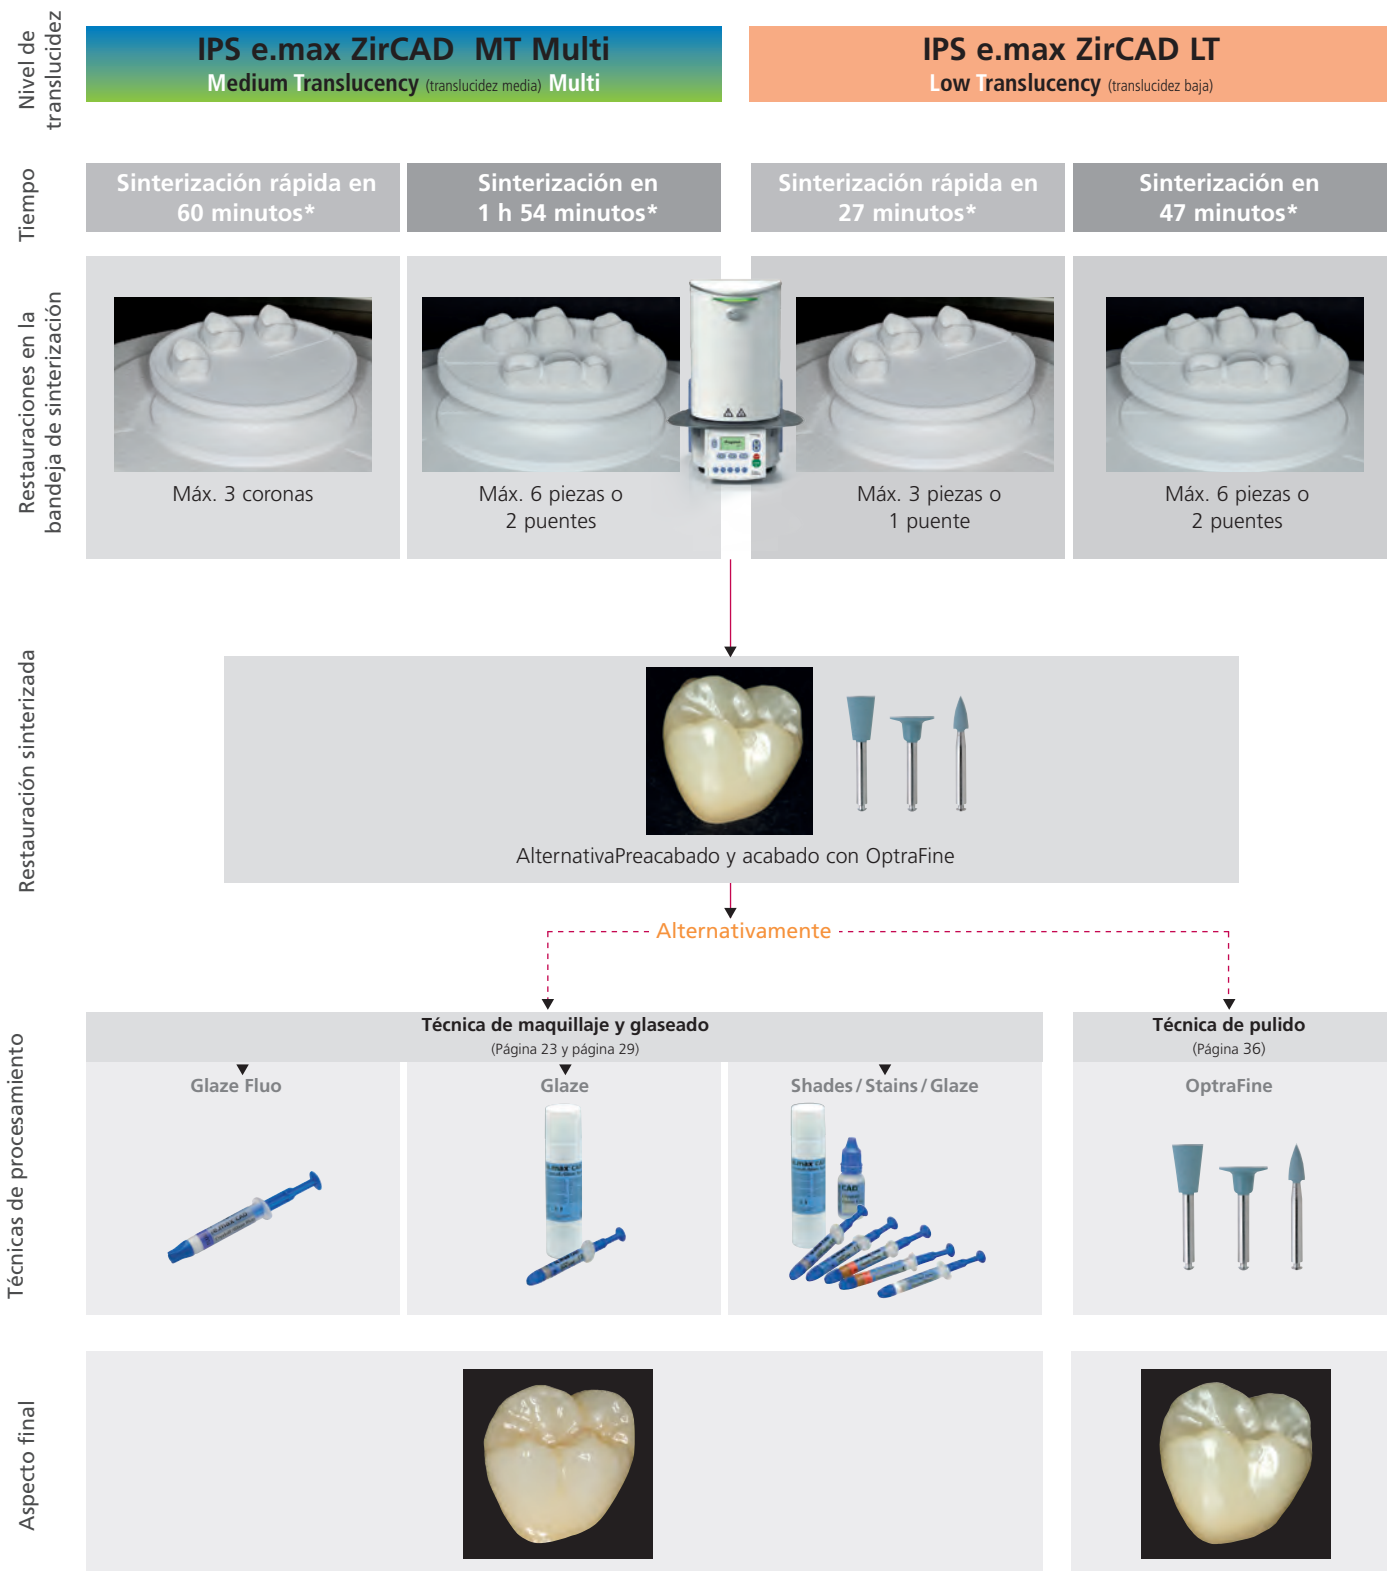 Nivel de
translucidez
IPS e.max ZirCAD MT Multi
Medium Translucency (translucidez media) Multi
IPS e.max ZirCAD LT
Low Translucency (translucidez baja)
Tiempo
Sinterización rápida en
60 minutos*
Sinterización en
1 h 54 minutos*
Sinterización rápida en
27 minutos*
Sinterización en
47 minutos*
Restauraciones en la
bandeja de sinterización
Máx. 3 coronas
Máx. 6 piezas o
2 puentes
Máx. 3 piezas o
1 puente
Máx. 6 piezas o
2 puentes
Restauración sinterizada
AlternativaPreacabado y acabado con OptraFine
Alternativamente
Técnicas de procesamiento
Técnica de maquillaje y glaseado
(Página 23 y página 29)
Técnica de pulido
(Página 36)
Glaze Fluo
Glaze
Shades / Stains / Glaze
OptraFine
Aspecto final